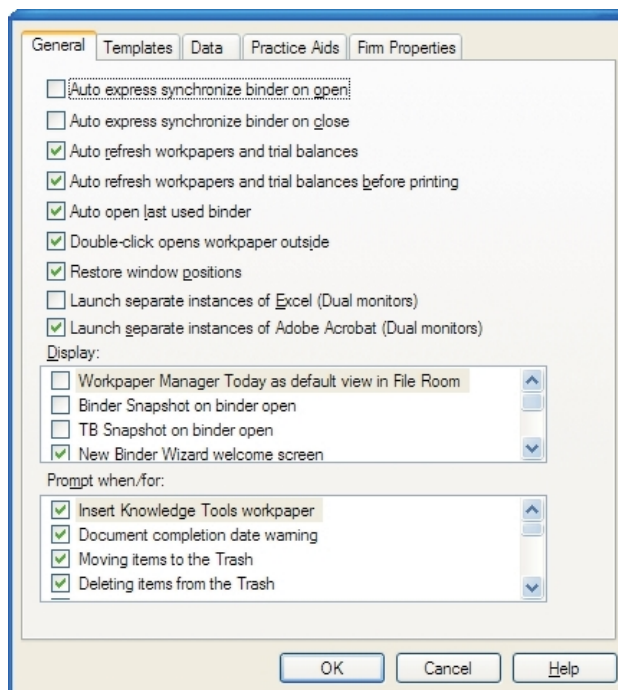 General Templates Data Practice Aids Firm Properties
Auto express synchronize binder on open
Auto express synchronize binder on close
Auto refresh workpapers and trial balances
Auto refresh workpapers and trial balances before printing
Auto open last used binder
Double-click opens workpaper outside
Restore window positions
Launch separate instances of Excel (Dual monitors)
Launch separate instances of Adobe Acrobat (Dual monitors)
Display:
Workpaper Manager Today as default view in File Room
Binder Snapshot on binder open
TB Snapshot on binder open
New Binder Wizard welcome screen
Prompt when/for:
Insert Knowledge Tools workpaper
Document completion date warning
Moving items to the Trash
Deleting items from the Trash
OK Cancel Help